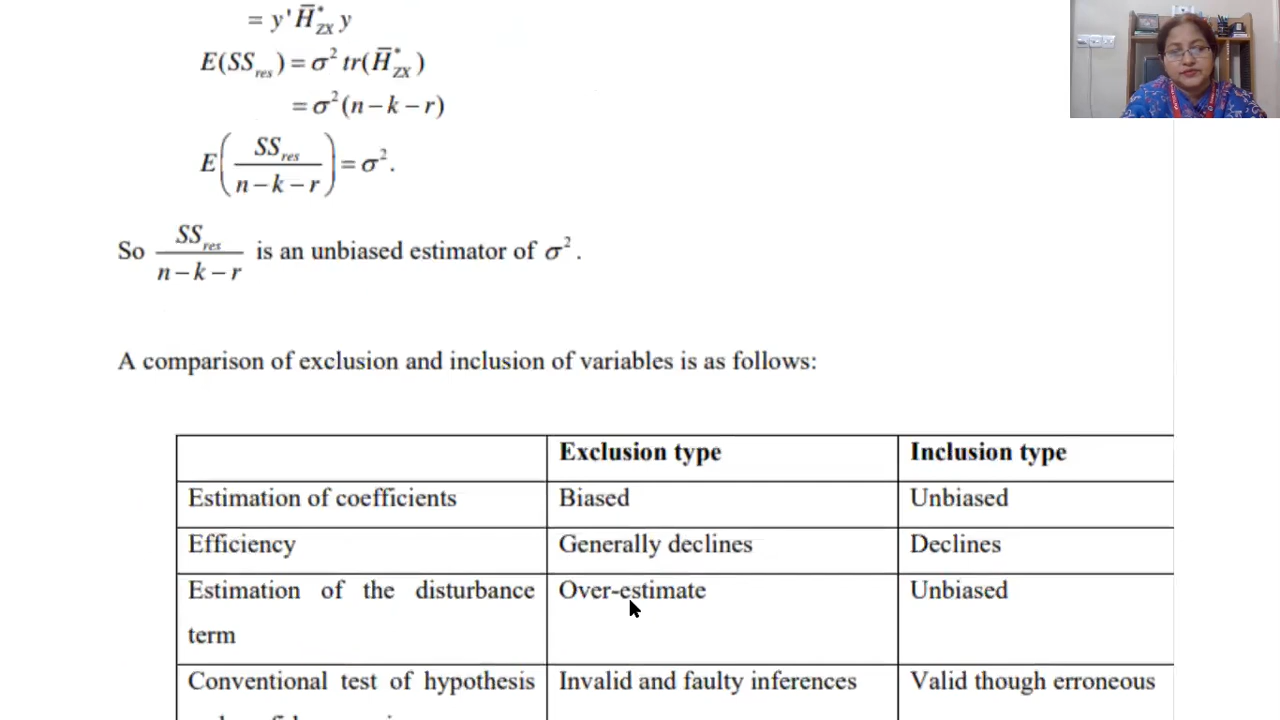 = y'H̄*ZX y
E(SSres) = σ² tr(H̄*ZX)
= σ²(n − k − r)
E(SSres / n − k − r) = σ².
So SSres / n − k − r is an unbiased estimator of σ².
A comparison of exclusion and inclusion of variables is as follows:
Exclusion type Inclusion type
Estimation of coefficients Biased Unbiased
Efficiency Generally declines Declines
Estimation of the disturbance Over-estimate Unbiased
term
Conventional test of hypothesis Invalid and faulty inferences Valid though erroneous